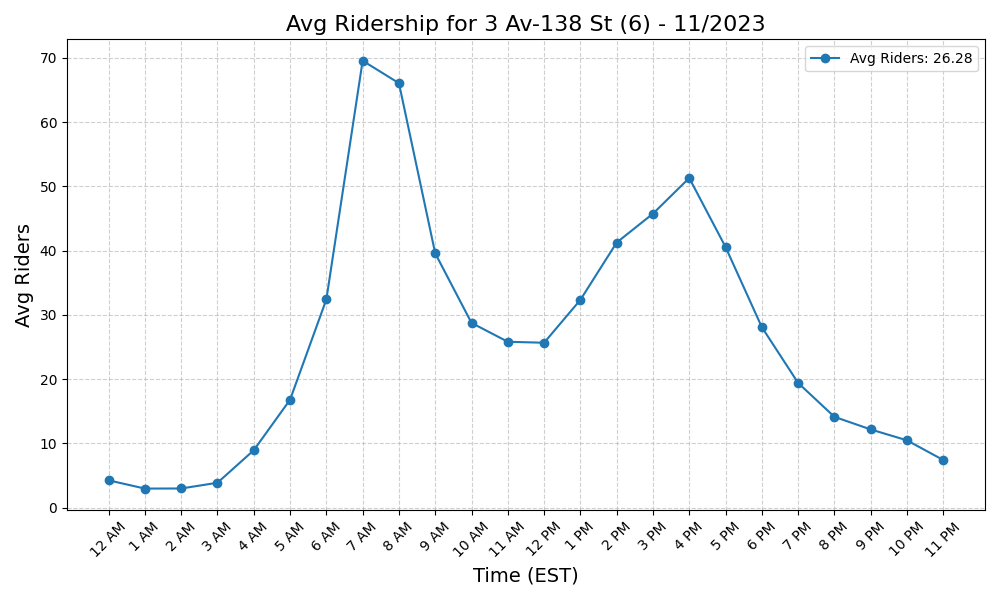 Avg Ridership for 3 Av-138 St (6) - 11/2023
Avg Riders: 26.28
Avg Riders
70
60
50
40
30
20
10
0
12 AM
1 AM
2 AM
3 AM
4 AM
5 AM
6 AM
7 AM
8 AM
9 AM
10 AM
11 AM
12 PM
1 PM
2 PM
3 PM
4 PM
5 PM
6 PM
7 PM
8 PM
9 PM
10 PM
11 PM
Time (EST)